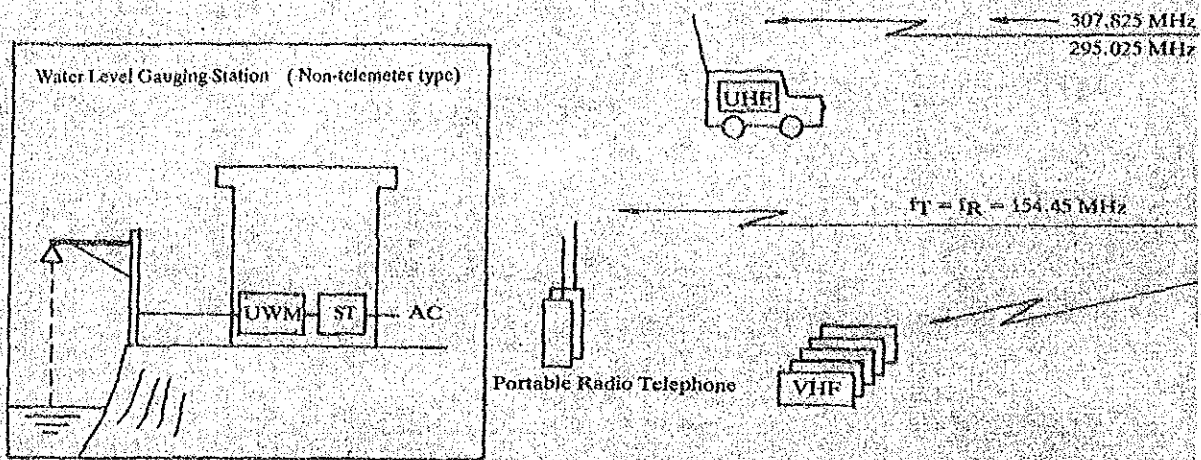 307.825 MHz
295.025 MHz
Water Level Gauging Station (Non-telemeter type)
UHF
fT = fR = 154.45 MHz
UWM
ST
AC
Portable Radio Telephone
VHF